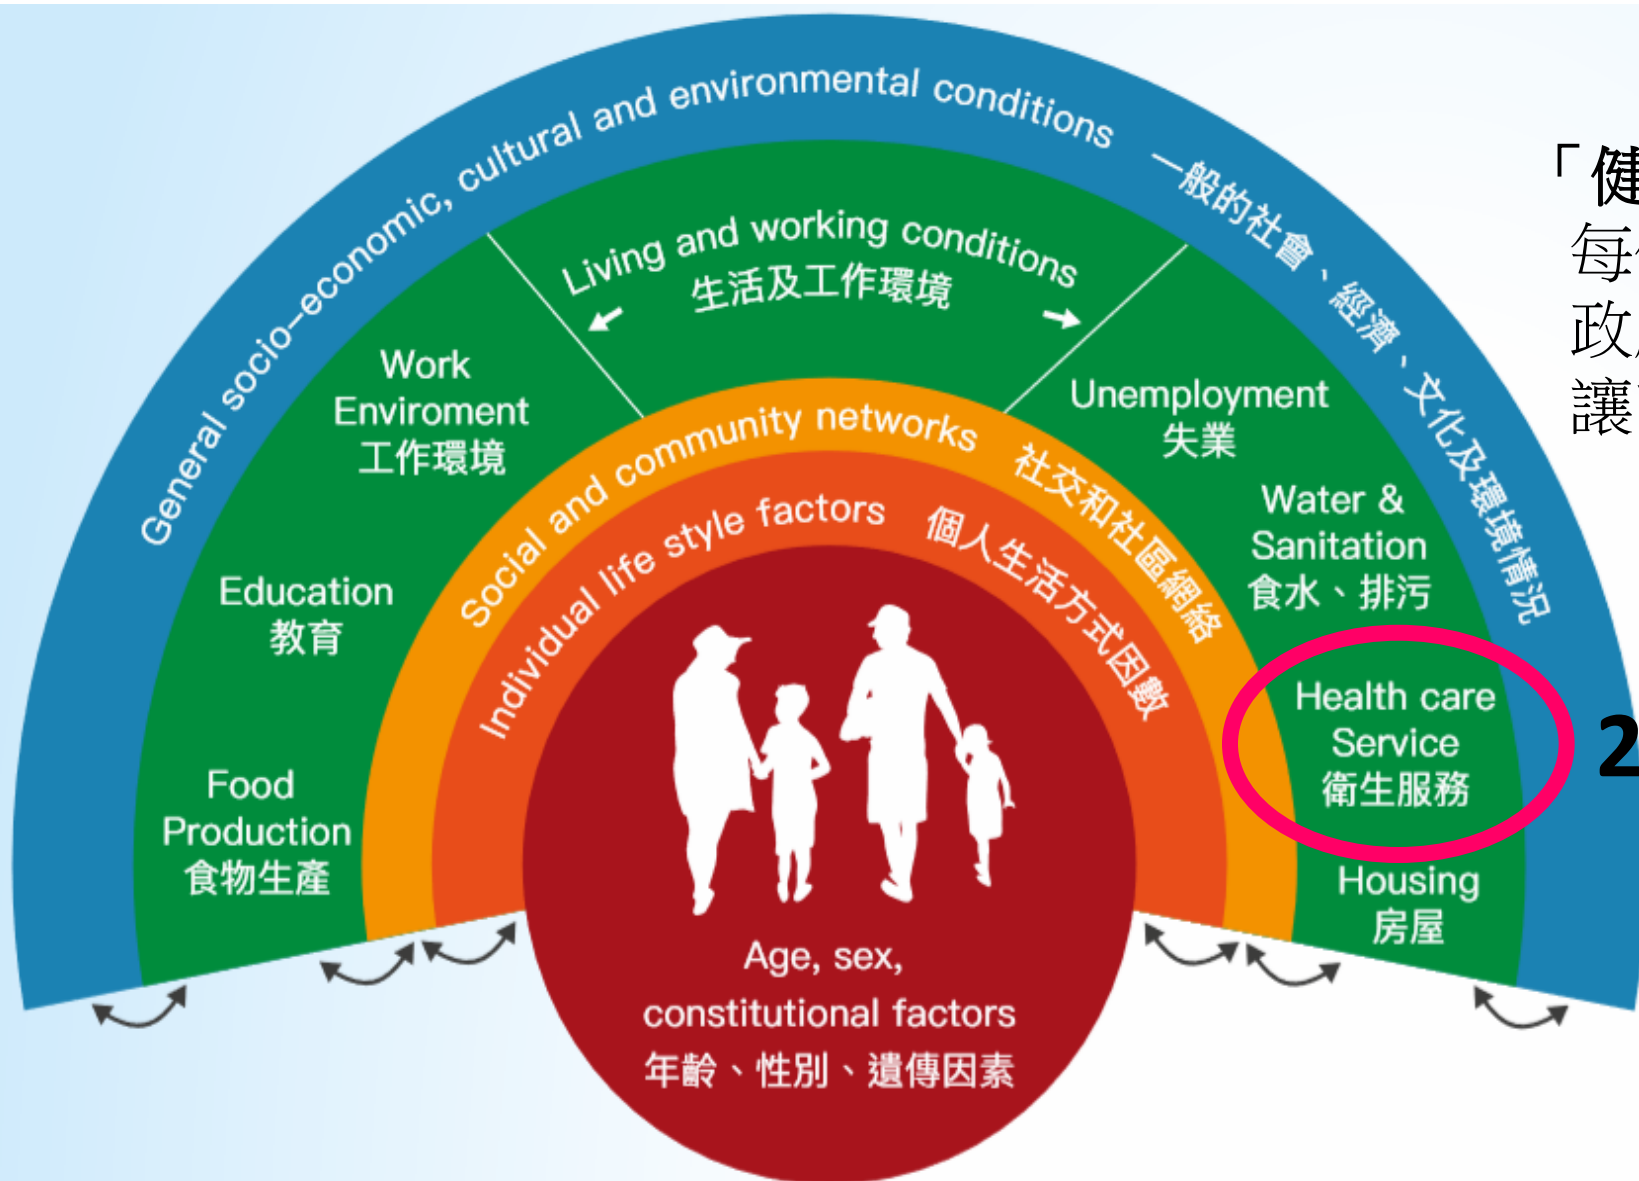 General socio-economic, cultural and environmental conditions 一般的社會、經濟、文化及環境情況
Living and working conditions
生活及工作環境
Work
Enviroment
工作環境
Education
教育
Food
Production
食物生產
Unemployment
失業
Water &
Sanitation
食水、排污
Health care
Service
衛生服務
Housing
房屋
Social and community networks 社交和社區網絡
Individual life style factors 個人生活方式因數
Age, sex,
constitutional factors
年齡、性別、遺傳因素
「健
每
政
讓
2